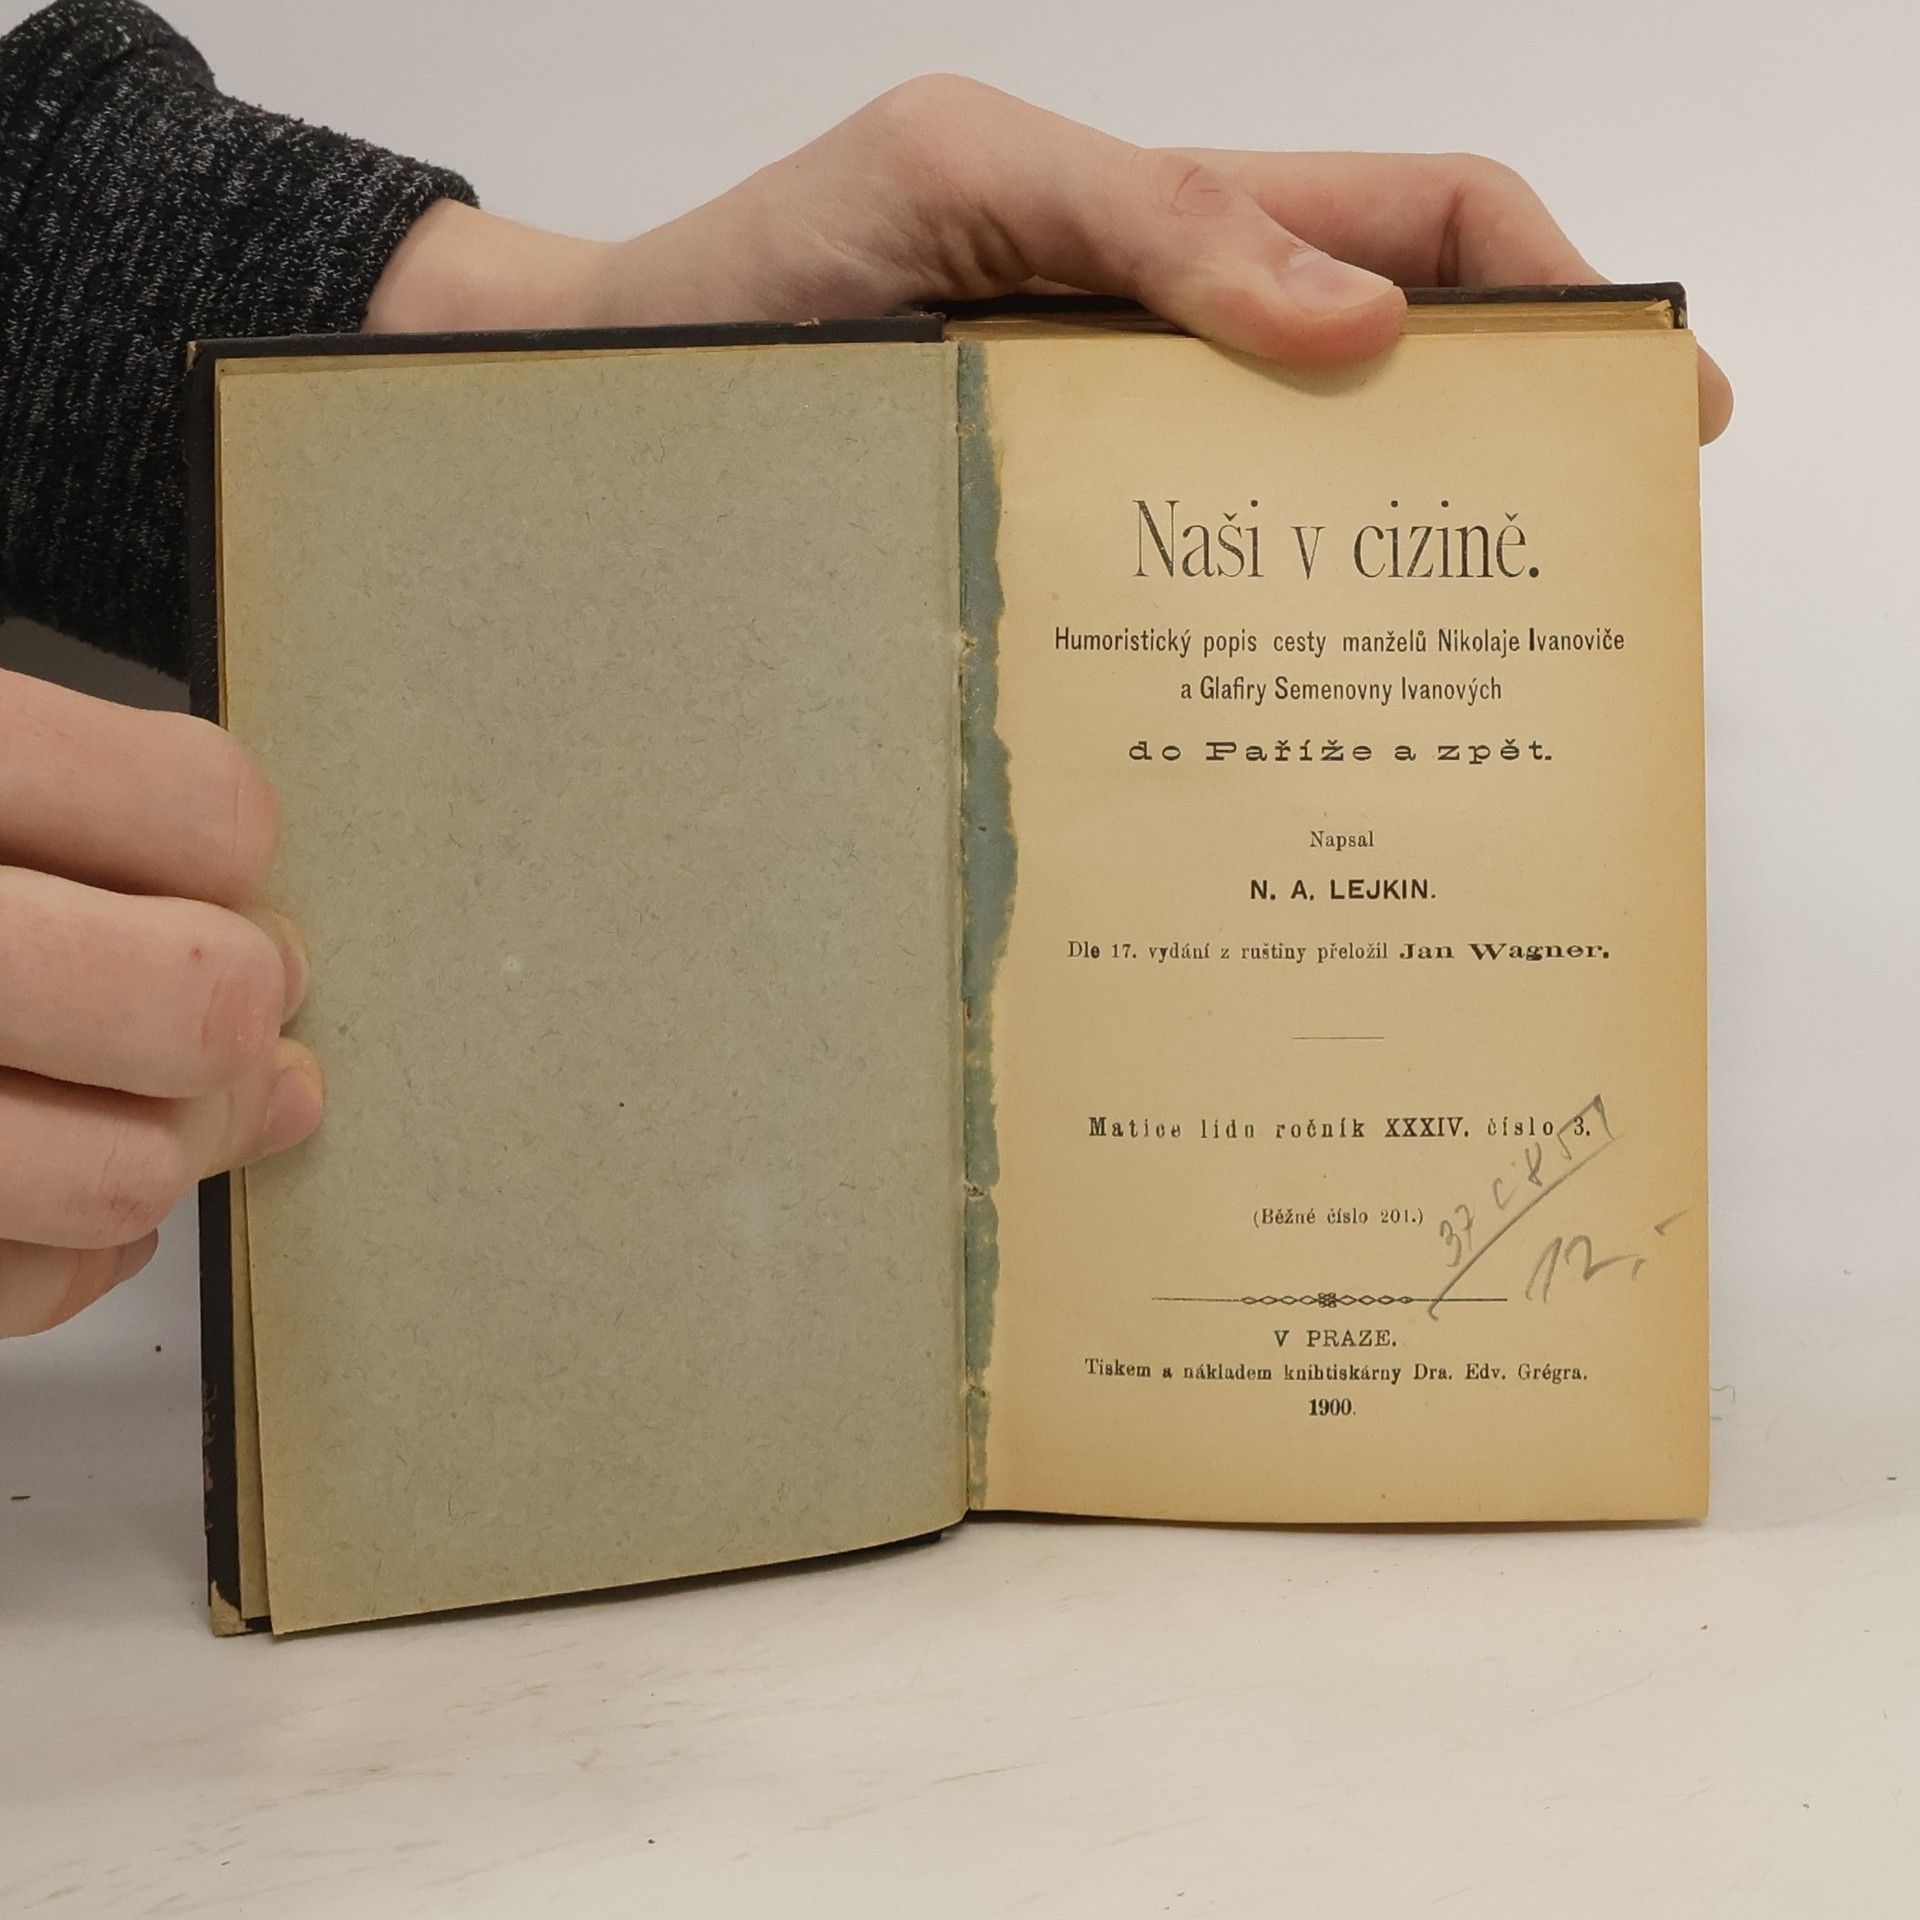 Naši v cizině.
Humoristický popis cesty manželů Nikolaje Ivanoviče
a Glafiry Semenovny Ivanových
do Paříže a zpět.
Napsal
N. A. LEJKIN.
Dle 17. vydání z ruštiny přeložil Jan Wagner.
Matice lidu ročník XXXIV. číslo 3.
(Běžné číslo 201.)
12,-
V PRAZE.
Tiskem a nákladem knihtiskárny Dra. Edv. Grégra.
1900.